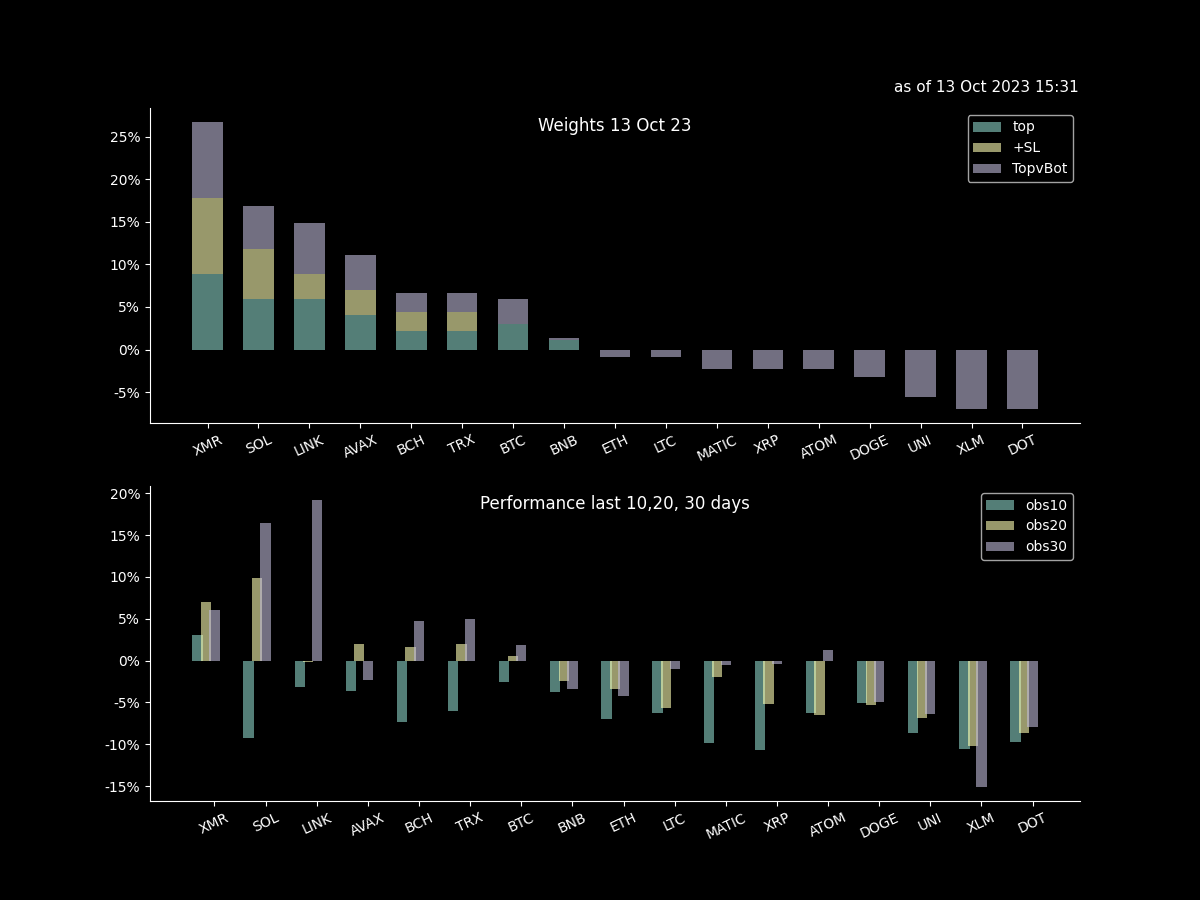 as of 13 Oct 2023 15:31
Weights 13 Oct 23
top
+SL
TopvBot
25%
20%
15%
10%
5%
0%
-5%
XMR SOL LINK AVAX BCH TRX BTC BNB ETH LTC MATIC XRP ATOM DOGE UNI XLM DOT
Performance last 10,20, 30 days
obs10
obs20
obs30
20%
15%
10%
5%
0%
-5%
-10%
-15%
XMR SOL LINK AVAX BCH TRX BTC BNB ETH LTC MATIC XRP ATOM DOGE UNI XLM DOT